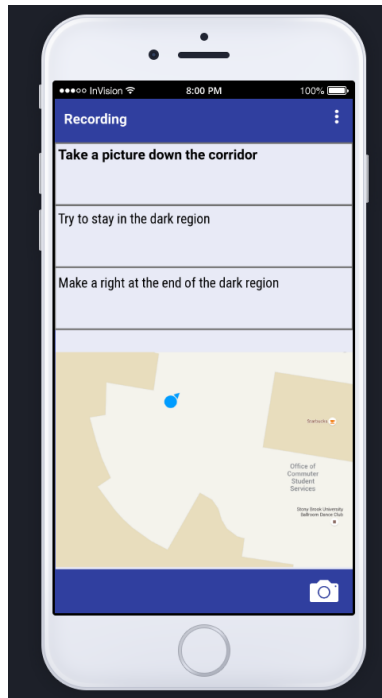 InVision 8:00 PM 100%
Recording
Take a picture down the corridor
Try to stay in the dark region
Make a right at the end of the dark region
Starbucks
Office of
Commuter
Student
Services
Stony Brook University
Ballroom Dance Club